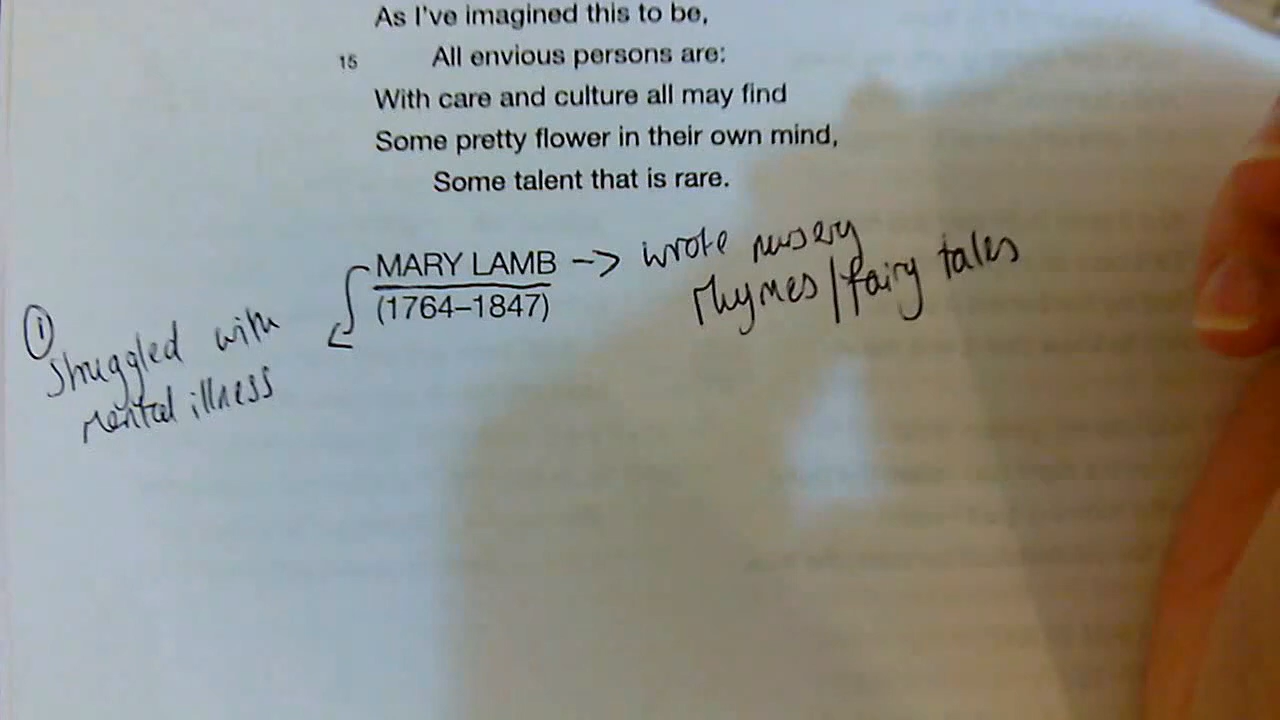 As I've imagined this to be,
15 All envious persons are:
With care and culture all may find
Some pretty flower in their own mind,
Some talent that is rare.
MARY LAMB -> wrote nursery
(1764–1847) rhymes/fairy tales
①
struggled with
mental illness